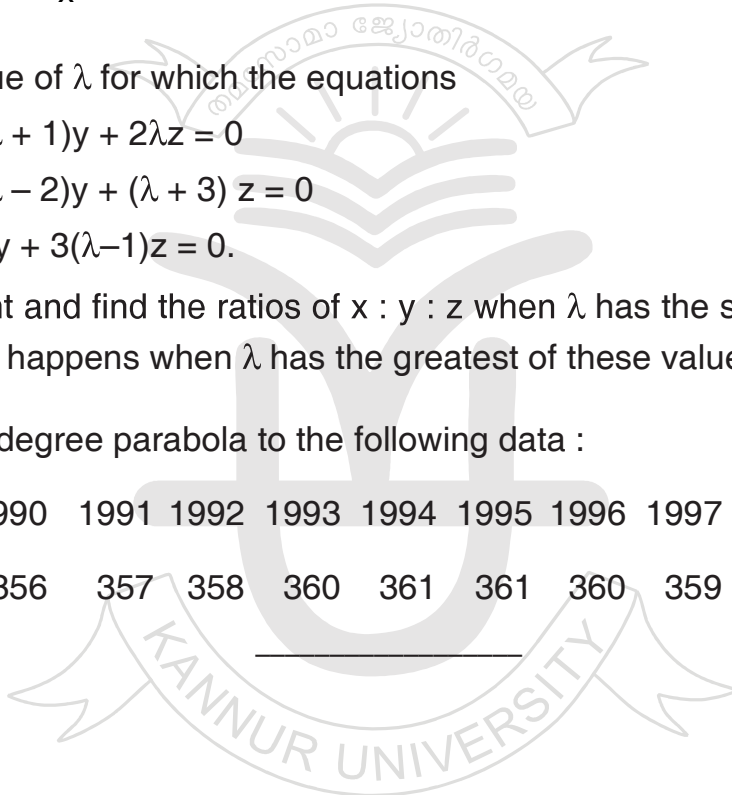 തമസോമാ ജ്യോതിർഗമയ
ue of λ for which the equations
+ 1)y + 2λz = 0
– 2)y + (λ + 3) z = 0
y + 3(λ–1)z = 0.
nt and find the ratios of x : y : z when λ has the s
happens when λ has the greatest of these value
degree parabola to the following data :
990 1991 1992 1993 1994 1995 1996 1997
356 357 358 360 361 361 360 359
KANNUR UNIVERSITY